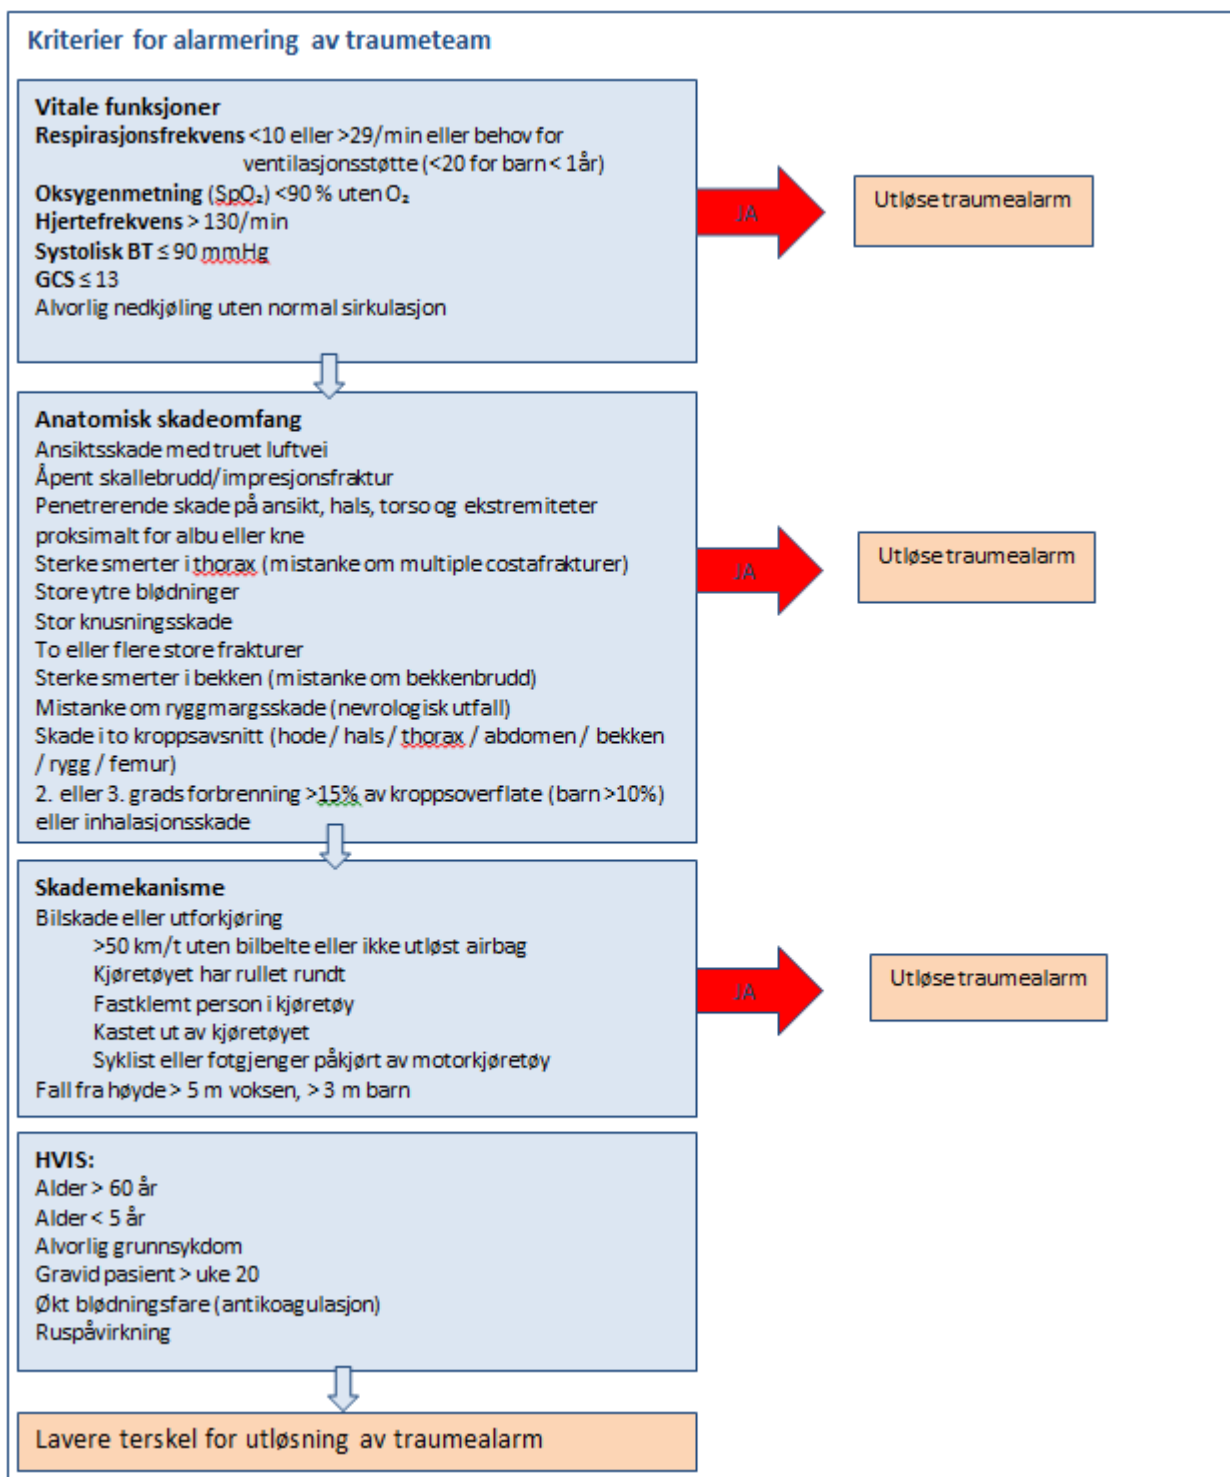 Kriterier for alarmering av traumeteam
Vitale funksjoner
Respirasjonsfrekvens <10 eller >29/min eller behov for
ventilasjonsstøtte (<20 for barn < 1år)
Oksygenmetning (SpO₂) <90 % uten O₂
Hjertefrekvens > 130/min
Systolisk BT ≤ 90 mmHg
GCS ≤ 13
Alvorlig nedkjøling uten normal sirkulasjon
JA
Utløse traumealarm
Anatomisk skadeomfang
Ansiktsskade med truet luftvei
Åpent skallebrudd/impresjonsfraktur
Penetrerende skade på ansikt, hals, torso og ekstremiteter
proksimalt for albu eller kne
Sterke smerter i thorax (mistanke om multiple costafrakturer)
Store ytre blødninger
Stor knusningsskade
To eller flere store frakturer
Sterke smerter i bekken (mistanke om bekkenbrudd)
Mistanke om ryggmargsskade (nevrologisk utfall)
Skade i to kroppsavsnitt (hode / hals / thorax / abdomen / bekken
/ rygg / femur)
2. eller 3. grads forbrenning >15% av kroppsoverflate (barn >10%)
eller inhalasjonsskade
JA
Utløse traumealarm
Skademekanisme
Bilskade eller utforkjøring
>50 km/t uten bilbelte eller ikke utløst airbag
Kjøretøyet har rullet rundt
Fastklemt person i kjøretøy
Kastet ut av kjøretøyet
Syklist eller fotgjenger påkjørt av motorkjøretøy
Fall fra høyde > 5 m voksen, > 3 m barn
JA
Utløse traumealarm
HVIS:
Alder > 60 år
Alder < 5 år
Alvorlig grunnsykdom
Gravid pasient > uke 20
Økt blødningsfare (antikoagulasjon)
Ruspåvirkning
Lavere terskel for utløsning av traumealarm